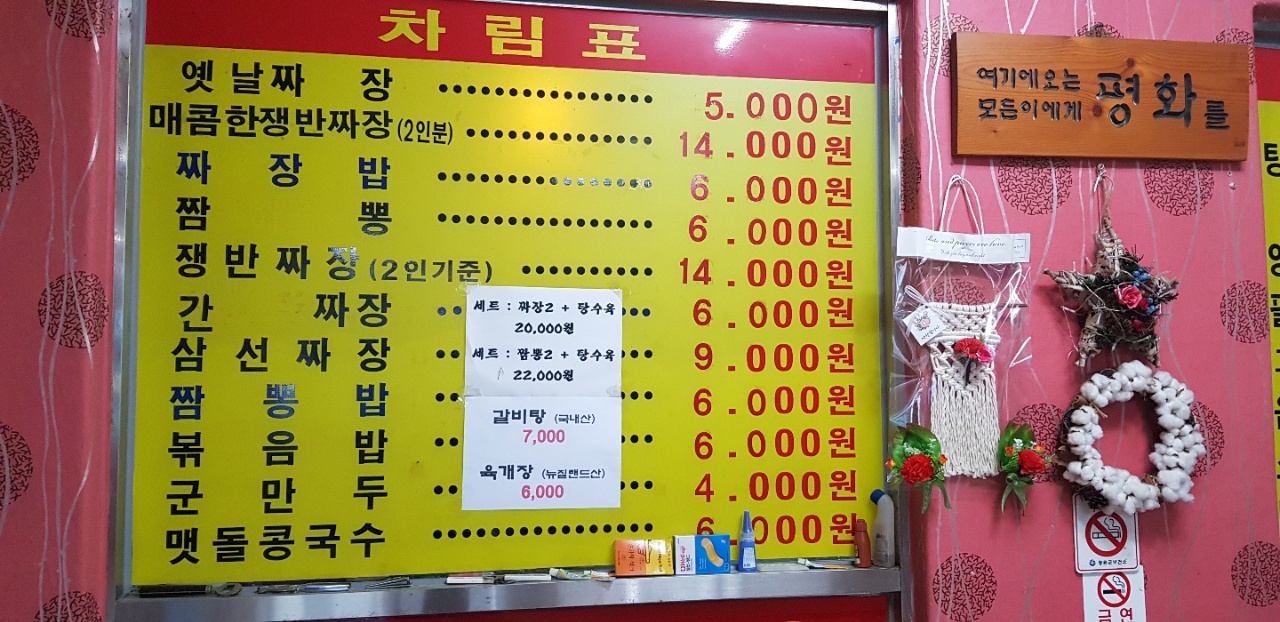 차림표
옛날짜장 5.000원
매콤한쟁반짜장(2인분) 14.000원
짜장밥 6.000원
짬뽕 6.000원
쟁반짜장(2인기준) 14.000원
간짜장 6.000원
삼선짜장 9.000원
짬뽕밥 6.000원
볶음밥 6.000원
군만두 4.000원
맷돌콩국수 6.000원
세트 : 짜장2 + 탕수육
20,000원
세트 : 짬뽕2 + 탕수육
22,000원
갈비탕 (국내산)
7,000
육개장 (뉴질랜드산)
6,000
여기에 오는
모든이에게 평화를
금연